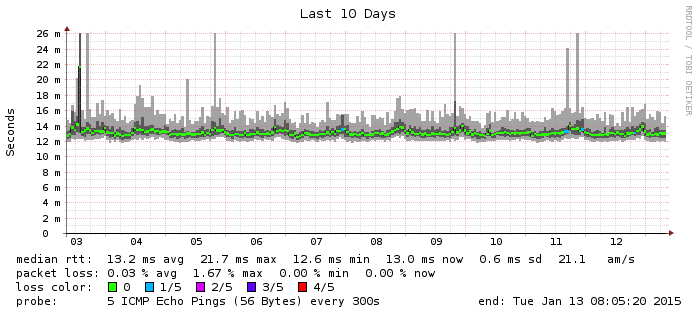 Last 10 Days
RRDTOOL / TOBI OETIKER
Seconds
26 m
24 m
22 m
20 m
18 m
16 m
14 m
12 m
10 m
8 m
6 m
4 m
2 m
0
03 04 05 06 07 08 09 10 11 12
median rtt: 13.2 ms avg 21.7 ms max 12.6 ms min 13.0 ms now 0.6 ms sd 21.1 am/s
packet loss: 0.03 % avg 1.67 % max 0.00 % min 0.00 % now
loss color: 0 1/5 2/5 3/5 4/5
probe: 5 ICMP Echo Pings (56 Bytes) every 300s end: Tue Jan 13 08:05:20 2015